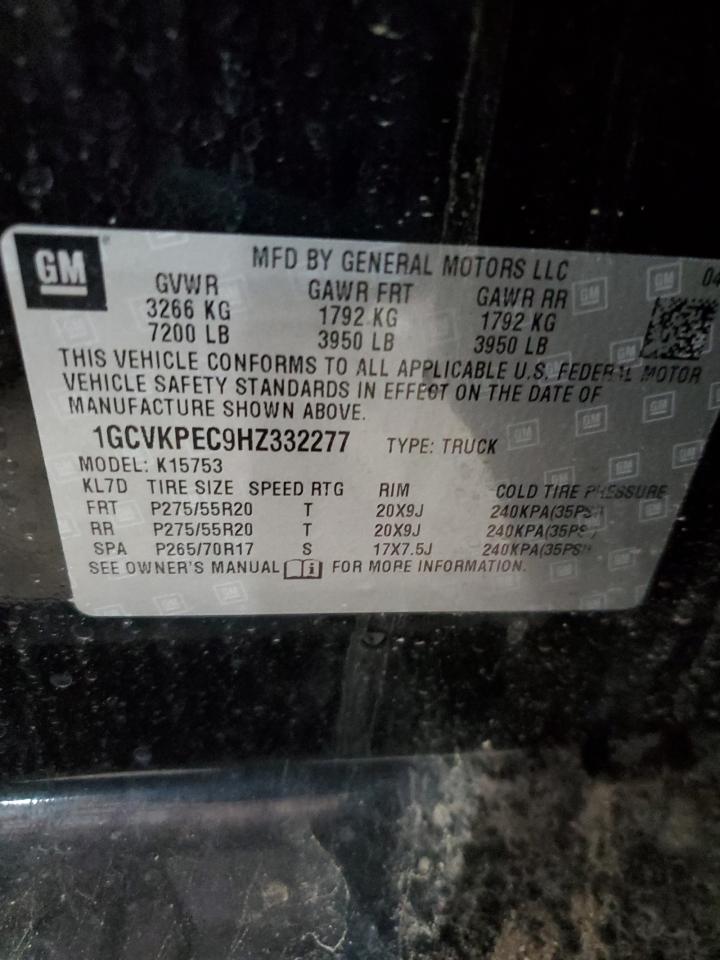 GM
MFD BY GENERAL MOTORS LLC
04
GVWR GAWR FRT GAWR RR
3266 KG 1792 KG 1792 KG
7200 LB 3950 LB 3950 LB
THIS VEHICLE CONFORMS TO ALL APPLICABLE U.S. FEDERAL MOTOR
VEHICLE SAFETY STANDARDS IN EFFECT ON THE DATE OF
MANUFACTURE SHOWN ABOVE.
1GCVKPEC9HZ332277 TYPE: TRUCK
MODEL: K15753
KL7D TIRE SIZE SPEED RTG RIM COLD TIRE PRESSURE
FRT P275/55R20 T 20X9J 240KPA(35PSI)
RR P275/55R20 T 20X9J 240KPA(35PSI)
SPA P265/70R17 S 17X7.5J 240KPA(35PSI)
SEE OWNER'S MANUAL FOR MORE INFORMATION.